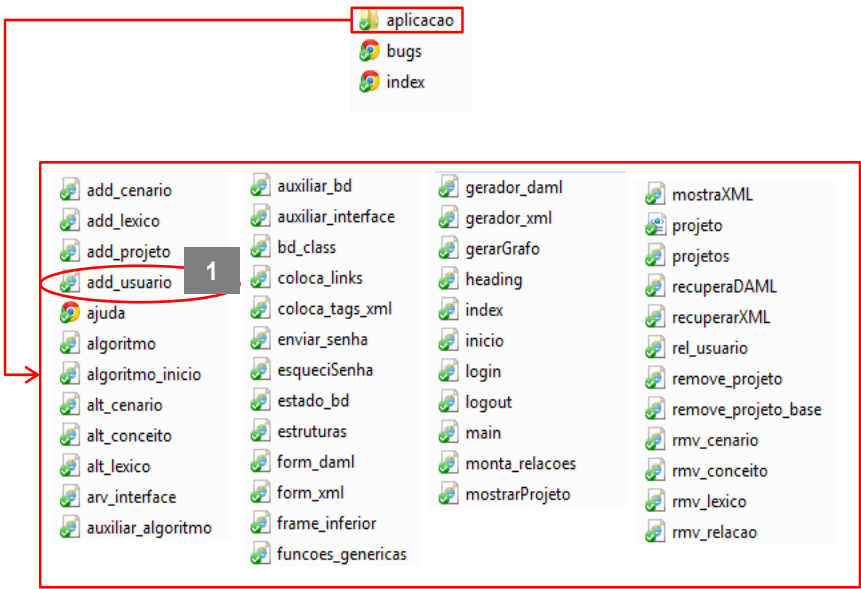 aplicacao
bugs
index
add_cenario
add_lexico
add_projeto
add_usuario
1
ajuda
algoritmo
algoritmo_inicio
alt_cenario
alt_conceito
alt_lexico
arv_interface
auxiliar_algoritmo
auxiliar_bd
auxiliar_interface
bd_class
coloca_links
coloca_tags_xml
enviar_senha
esqueciSenha
estado_bd
estruturas
form_daml
form_xml
frame_inferior
funcoes_genericas
gerador_daml
gerador_xml
gerarGrafo
heading
index
inicio
login
logout
main
monta_relacoes
mostrarProjeto
mostraXML
projeto
projetos
recuperaDAML
recuperarXML
rel_usuario
remove_projeto
remove_projeto_base
rmv_cenario
rmv_conceito
rmv_lexico
rmv_relacao